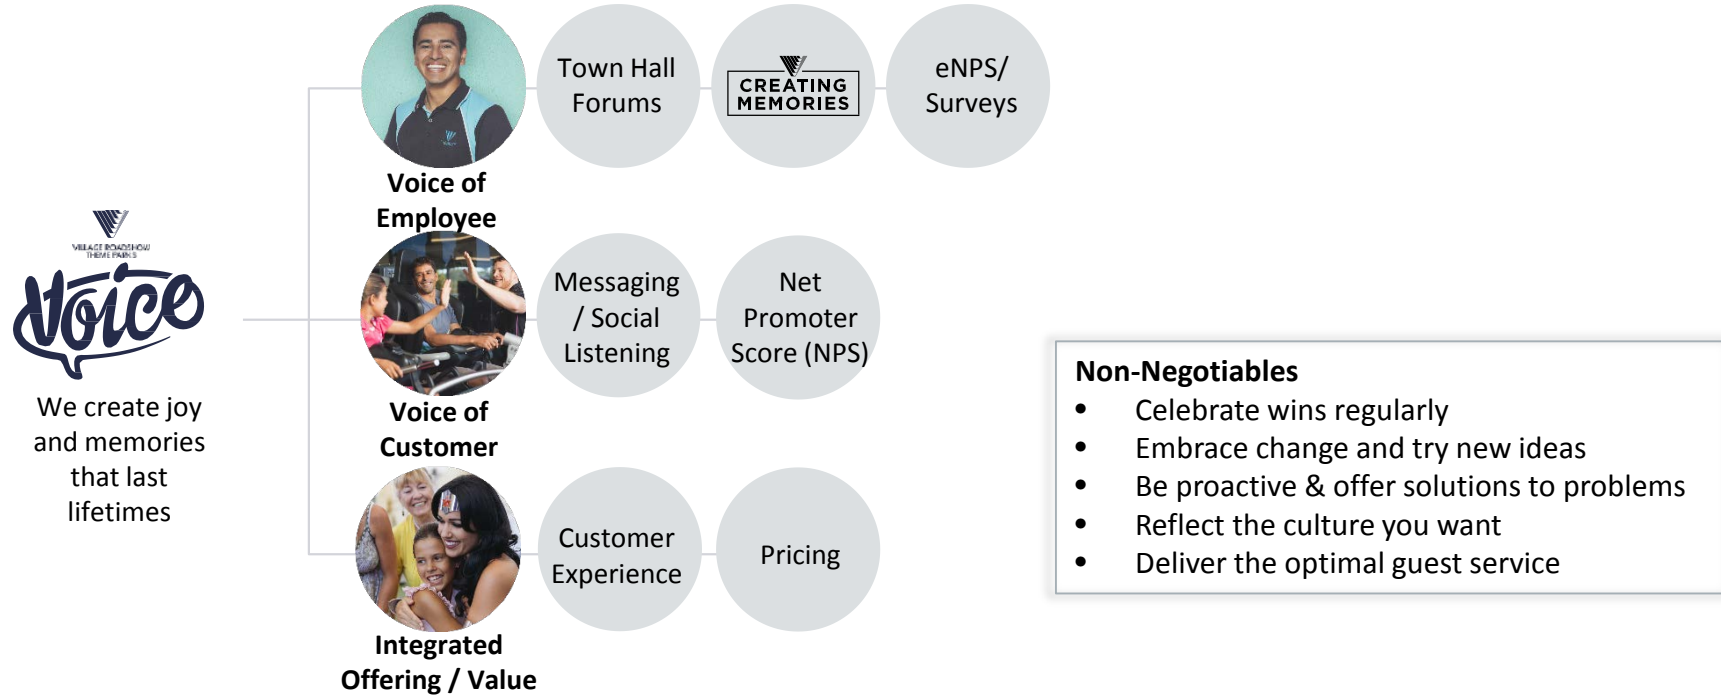 Town Hall
Forums
CREATING
MEMORIES
eNPS/
Surveys
Voice of
Employee
VILLAGE ROADSHOW
THEME PARKS
Voice
We create joy
and memories
that last
lifetimes
Messaging
/ Social
Listening
Net
Promoter
Score (NPS)
Voice of
Customer
Customer
Experience
Pricing
Integrated
Offering / Value
Non-Negotiables
• Celebrate wins regularly
• Embrace change and try new ideas
• Be proactive & offer solutions to problems
• Reflect the culture you want
• Deliver the optimal guest service